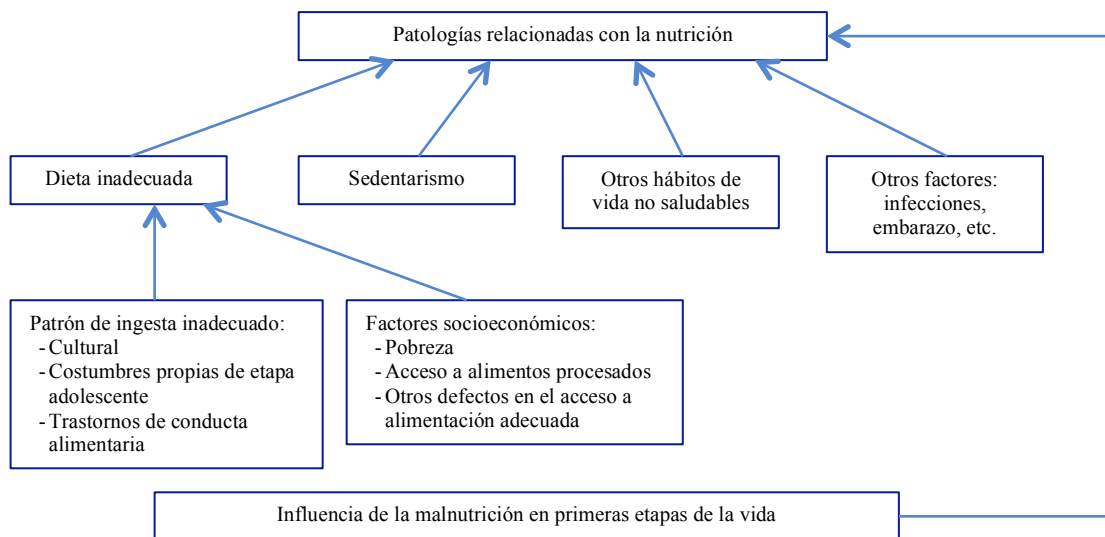 Patologías relacionadas con la nutrición
Dieta inadecuada
Sedentarismo
Otros hábitos de
vida no saludables
Otros factores:
infecciones,
embarazo, etc.
Patrón de ingesta inadecuado:
- Cultural
- Costumbres propias de etapa
adolescente
- Trastornos de conducta
alimentaria
Factores socioeconómicos:
- Pobreza
- Acceso a alimentos procesados
- Otros defectos en el acceso a
alimentación adecuada
Influencia de la malnutrición en primeras etapas de la vida